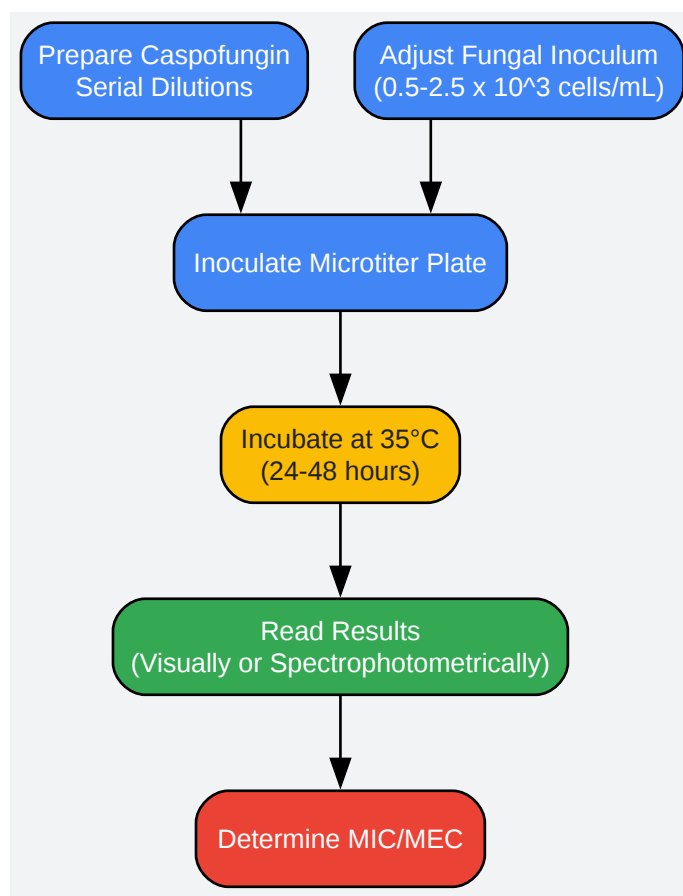 Prepare Caspofungin
Serial Dilutions
Adjust Fungal Inoculum
(0.5-2.5 x 10^3 cells/mL)
Inoculate Microtiter Plate
Incubate at 35°C
(24-48 hours)
Read Results
(Visually or Spectrophotometrically)
Determine MIC/MEC